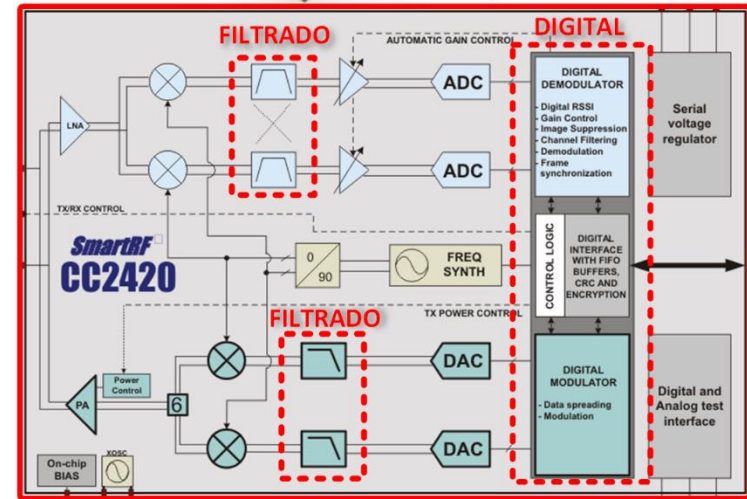 FILTRADO
DIGITAL
AUTOMATIC GAIN CONTROL
LNA
ADC
ADC
DIGITAL
DEMODULATOR
- Digital RSSI
- Gain Control
- Image Suppression
- Channel Filtering
- Demodulation
- Frame
synchronization
Serial
voltage
regulator
TX/RX CONTROL
SmartRF
CC2420
0
90
FREQ
SYNTH
CONTROL LOGIC
DIGITAL
INTERFACE
WITH FIFO
BUFFERS,
CRC AND
ENCRYPTION
TX POWER CONTROL
FILTRADO
Power
Control
PA
6
DAC
DAC
DIGITAL
MODULATOR
- Data spreading
- Modulation
Digital and
Analog test
interface
On-chip
BIAS
XOSC